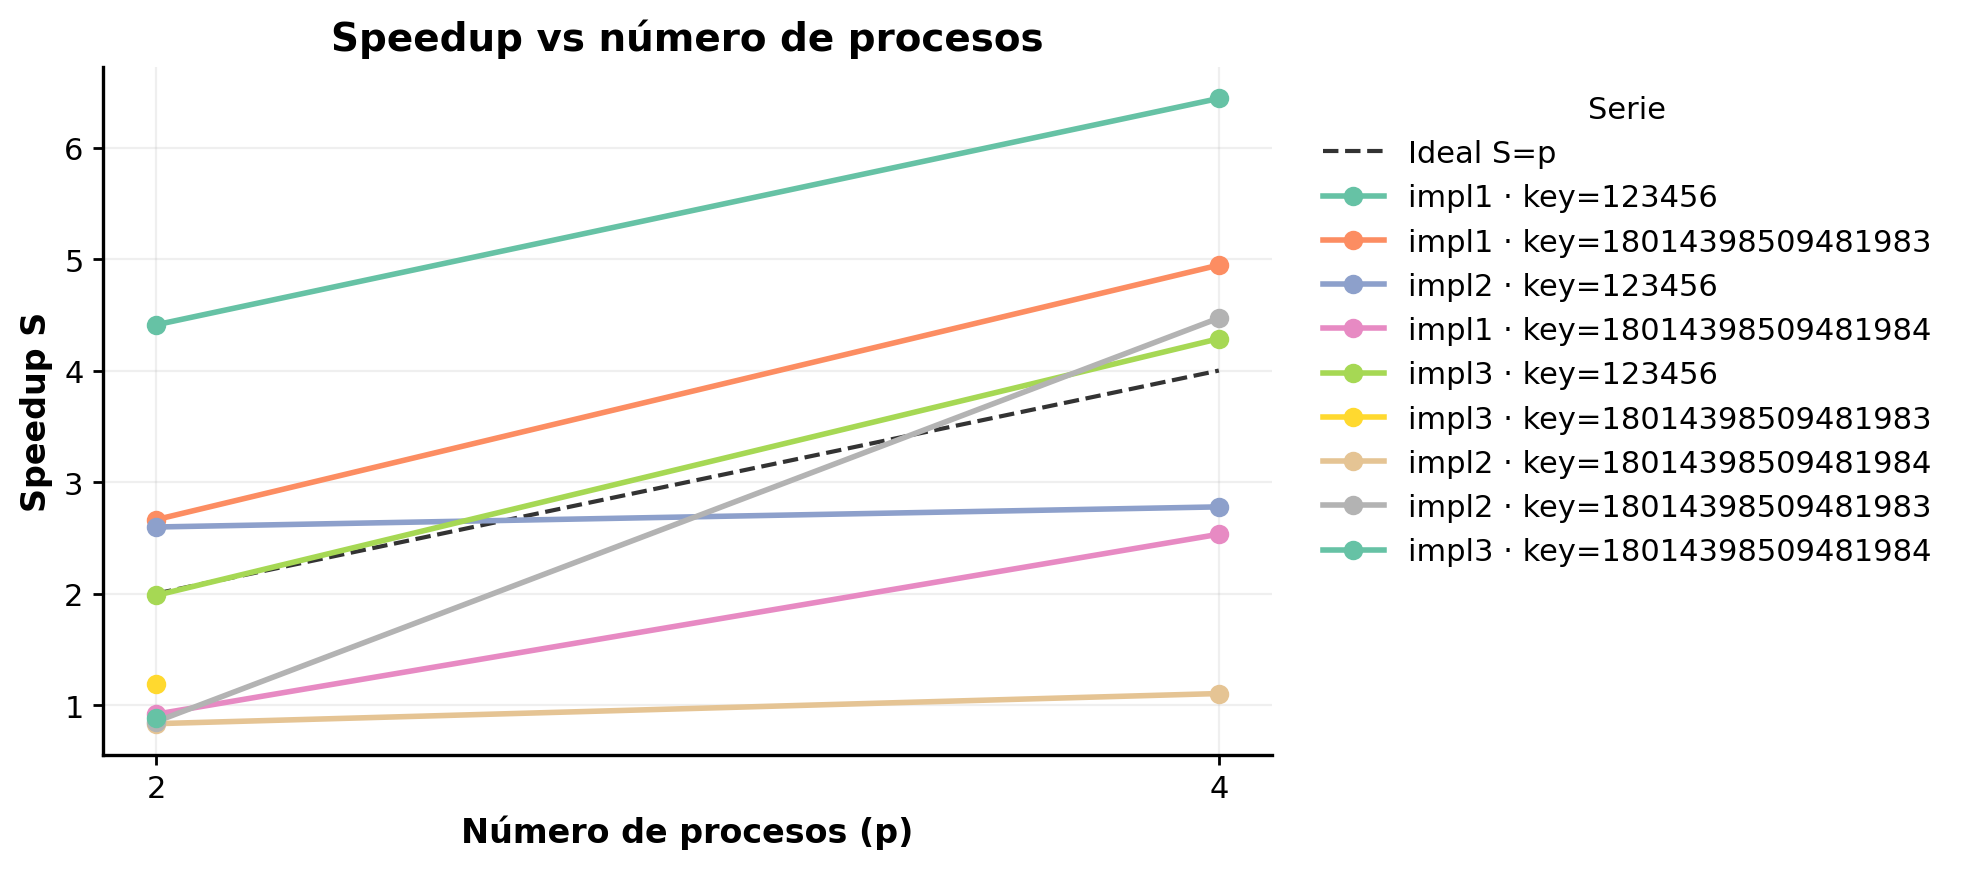 Speedup vs número de procesos
Speedup S
6
5
4
3
2
1
2
4
Número de procesos (p)
Serie
Ideal S=p
impl1 · key=123456
impl1 · key=18014398509481983
impl2 · key=123456
impl1 · key=18014398509481984
impl3 · key=123456
impl3 · key=18014398509481983
impl2 · key=18014398509481984
impl2 · key=18014398509481983
impl3 · key=18014398509481984